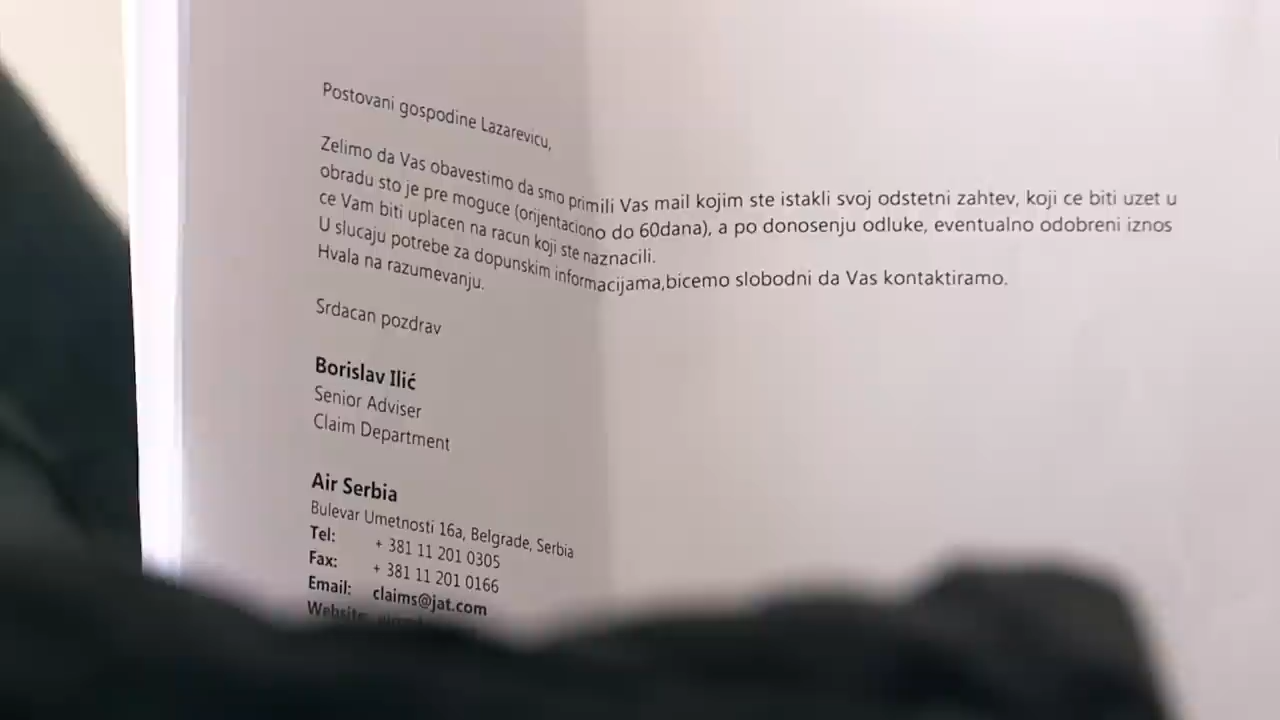 Postovani gospodine Lazarevicu,
Zelimo da Vas obavestimo da smo primili Vas mail kojim ste istakli svoj odstetni zahtev, koji ce biti uzet u
obradu sto je pre moguce (orijentaciono do 60dana), a po donosenju odluke, eventualno odobreni iznos
ce Vam biti uplacen na racun koji ste naznacili.
U slucaju potrebe za dopunskim informacijama,bicemo slobodni da Vas kontaktiramo.
Hvala na razumevanju.
Srdacan pozdrav
Borislav Ilić
Senior Adviser
Claim Department
Air Serbia
Bulevar Umetnosti 16a, Belgrade, Serbia
Tel: + 381 11 201 0305
Fax: + 381 11 201 0166
Email: claims@jat.com
Website: